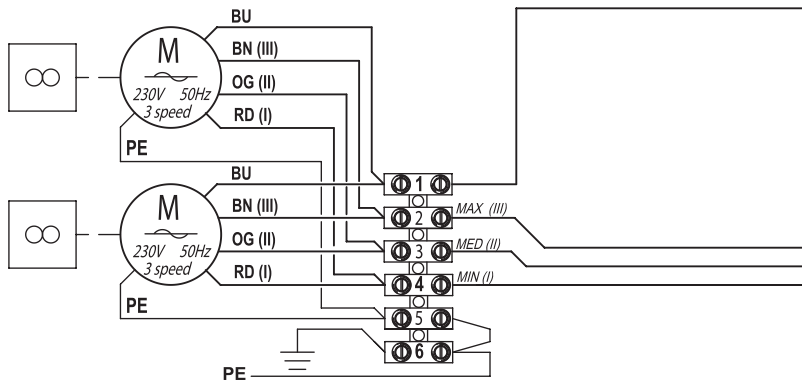 BU
BN (III)
OG (II)
RD (I)
M
230V 50Hz
3 speed
PE
BU
BN (III)
OG (II)
RD (I)
M
230V 50Hz
3 speed
PE
1
2 MAX (III)
3 MED (II)
4 MIN (I)
5
6
PE